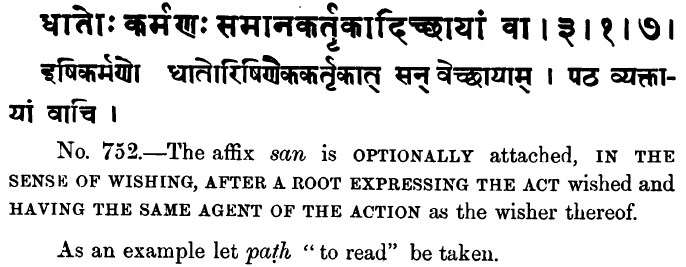 धातोः कर्मणः समानकर्तृकादिच्छायां वा । ३ । १ । ७ ।
इषिकर्मणो धातोरिषिणैककर्तृकात् सन् वेच्छायाम् । पठ व्यक्ता-
यां वाचि ।
No. 752.—The affix san is OPTIONALLY attached, IN THE
SENSE OF WISHING, AFTER A ROOT EXPRESSING THE ACT wished and
HAVING THE SAME AGENT OF THE ACTION as the wisher thereof.
As an example let paṭh “to read” be taken.